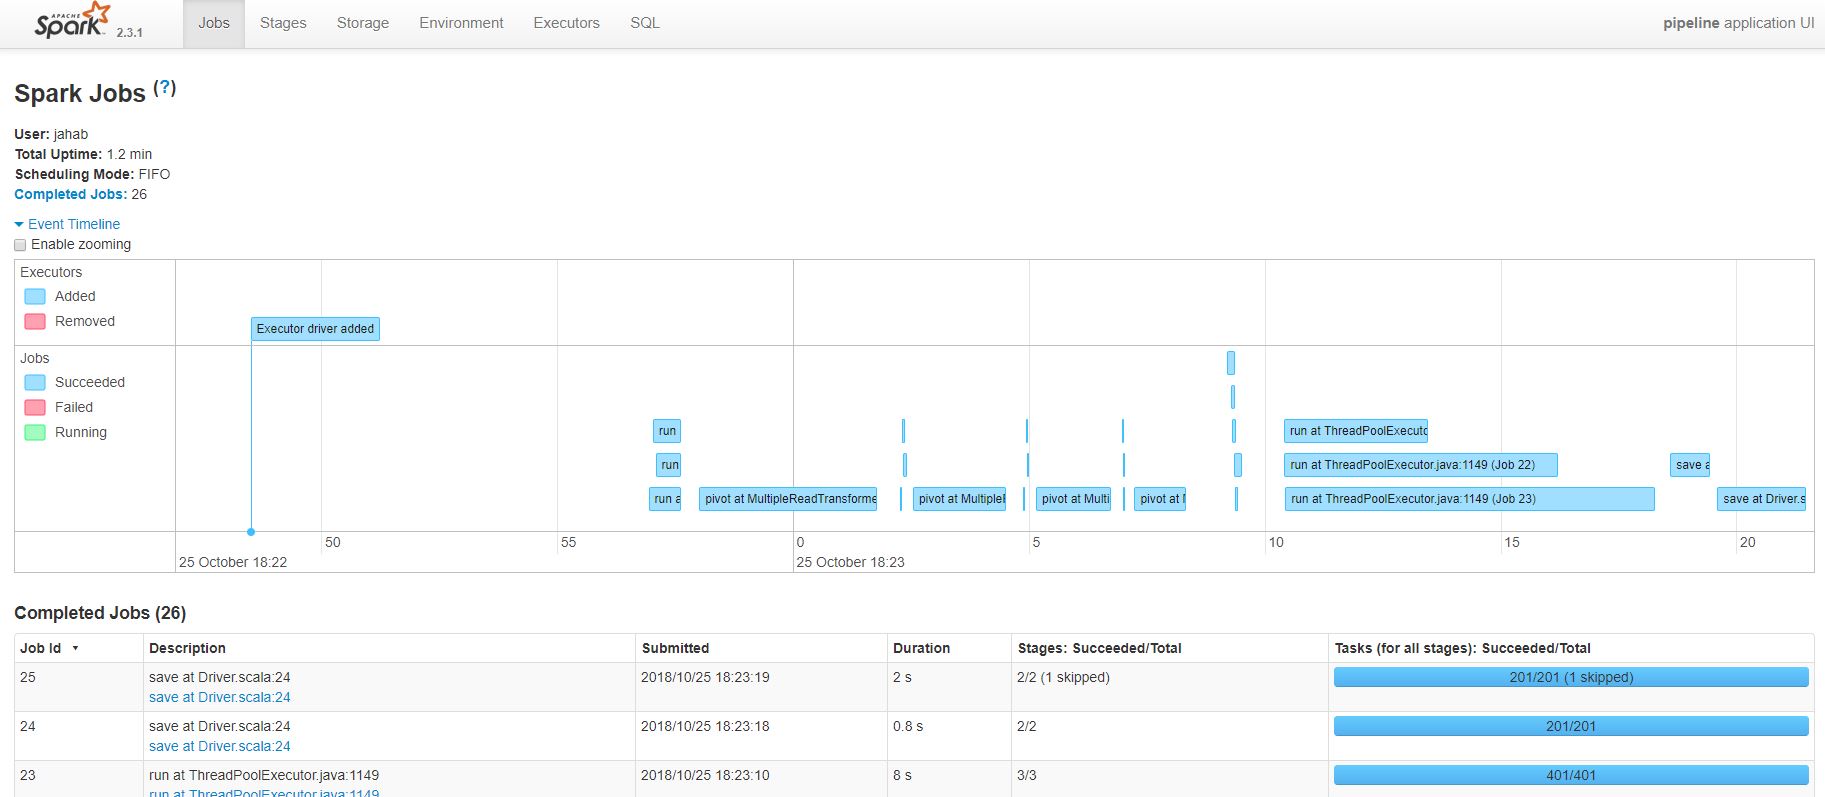 APACHE
Spark 2.3.1
Jobs Stages Storage Environment Executors SQL pipeline application UI
Spark Jobs (?)
User: jahab
Total Uptime: 1.2 min
Scheduling Mode: FIFO
Completed Jobs: 26
Event Timeline
Enable zooming
Executors
Added
Removed
Executor driver added
Jobs
Succeeded
Failed
Running
run run at ThreadPoolExecuto
run run at ThreadPoolExecutor.java:1149 (Job 22) save a
run a pivot at MultipleReadTransforme pivot at Multiple pivot at Multi pivot at run at ThreadPoolExecutor.java:1149 (Job 23) save at Driver.s
50 55 0 5 10 15 20
25 October 18:22 25 October 18:23
Completed Jobs (26)
Job Id ▾ Description Submitted Duration Stages: Succeeded/Total Tasks (for all stages): Succeeded/Total
25 save at Driver.scala:24 2018/10/25 18:23:19 2 s 2/2 (1 skipped) 201/201 (1 skipped)
save at Driver.scala:24
24 save at Driver.scala:24 2018/10/25 18:23:18 0.8 s 2/2 201/201
save at Driver.scala:24
23 run at ThreadPoolExecutor.java:1149 2018/10/25 18:23:10 8 s 3/3 401/401
run at ThreadPoolExecutor.java:1149